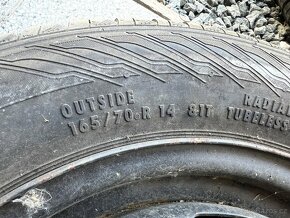 OUTSIDE
165/70 R 14 81T
RADIAL
TUBELESS